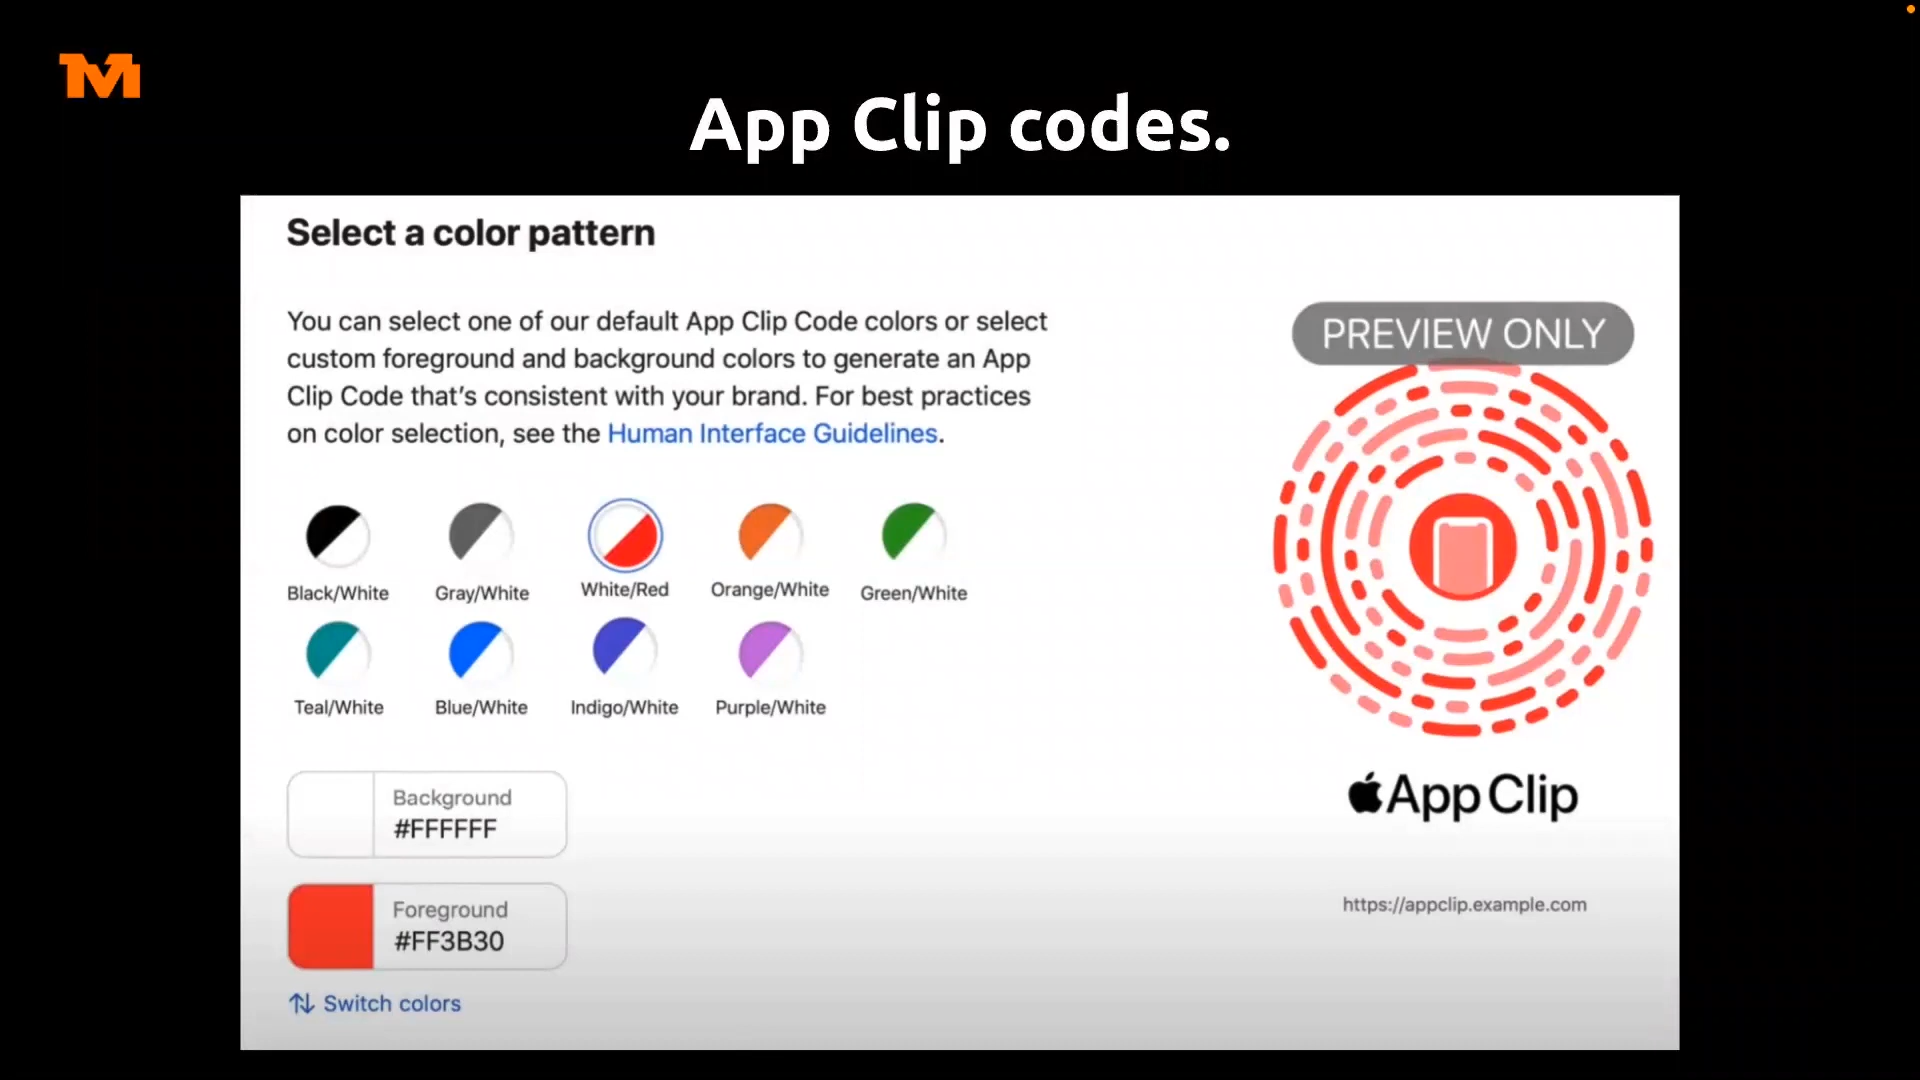 M
App Clip codes.
Select a color pattern
You can select one of our default App Clip Code colors or select
custom foreground and background colors to generate an App
Clip Code that’s consistent with your brand. For best practices
on color selection, see the Human Interface Guidelines.
PREVIEW ONLY
Black/White
Gray/White
White/Red
Orange/White
Green/White
Teal/White
Blue/White
Indigo/White
Purple/White
Background
#FFFFFF
Foreground
#FF3B30
Switch colors
App Clip
https://appclip.example.com